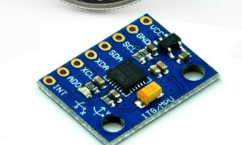 VCC
GND
SCL
SDA
XDA
XCL
ADO
INT
ITG/MPU